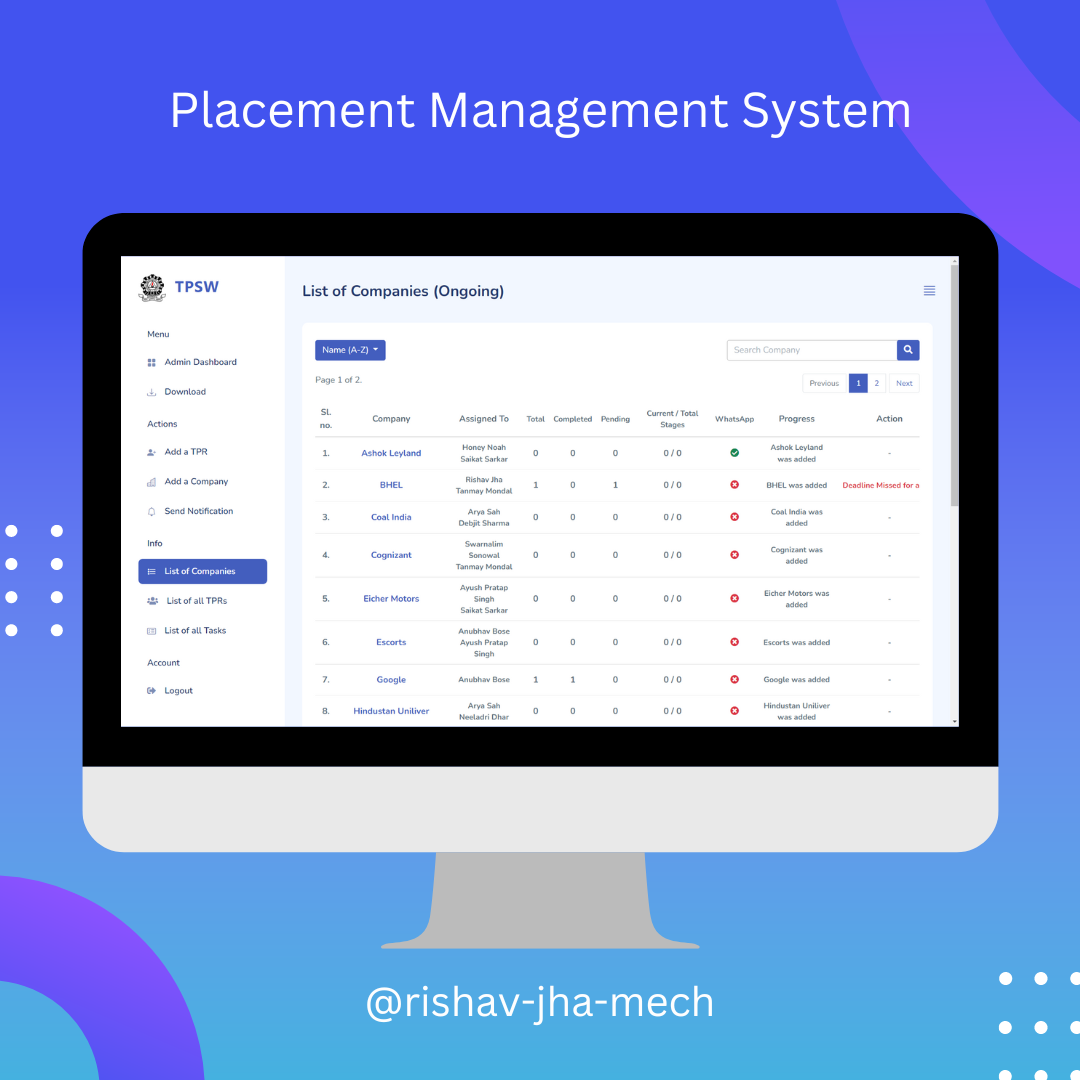 Placement Management System
TPSW
Menu
Admin Dashboard
Download
Actions
Add a TPR
Add a Company
Send Notification
Info
List of Companies
List of all TPRs
List of all Tasks
Account
Logout
List of Companies (Ongoing)
Name (A-Z)
Search Company
Page 1 of 2.
Previous 1 2 Next
Sl. no. Company Assigned To Total Completed Pending Current / Total Stages WhatsApp Progress Action
1. Ashok Leyland Honey Noah Saikat Sarkar 0 0 0 0 / 0 Ashok Leyland was added -
2. BHEL Rishav Jha Tanmay Mondal 1 0 1 0 / 0 BHEL was added Deadline Missed for a
3. Coal India Arya Sah Debjit Sharma 0 0 0 0 / 0 Coal India was added -
4. Cognizant Swarnalim Sonowal Tanmay Mondal 0 0 0 0 / 0 Cognizant was added -
5. Eicher Motors Ayush Pratap Singh Saikat Sarkar 0 0 0 0 / 0 Eicher Motors was added -
6. Escorts Anubhav Bose Ayush Pratap Singh 0 0 0 0 / 0 Escorts was added -
7. Google Anubhav Bose 1 1 0 0 / 0 Google was added -
8. Hindustan Uniliver Arya Sah Neeladri Dhar 0 0 0 0 / 0 Hindustan Uniliver was added -
@rishav-jha-mech